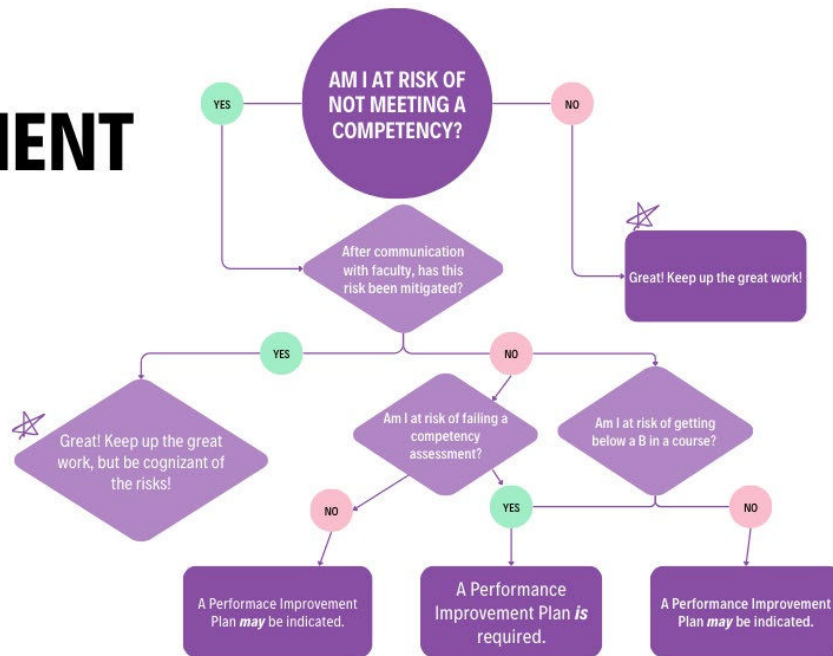 AM I AT RISK OF
NOT MEETING A
COMPETENCY?
YES
NO
After communication
with faculty, has this
risk been mitigated?
Great! Keep up the great work!
YES
NO
Great! Keep up the great
work, but be cognizant of
the risks!
Am I at risk of failing a
competency
assessment?
Am I at risk of getting
below a B in a course?
NO
YES
NO
A Performace Improvement
Plan may be indicated.
A Performance
Improvement Plan is
required.
A Performance Improvement
Plan may be indicated.